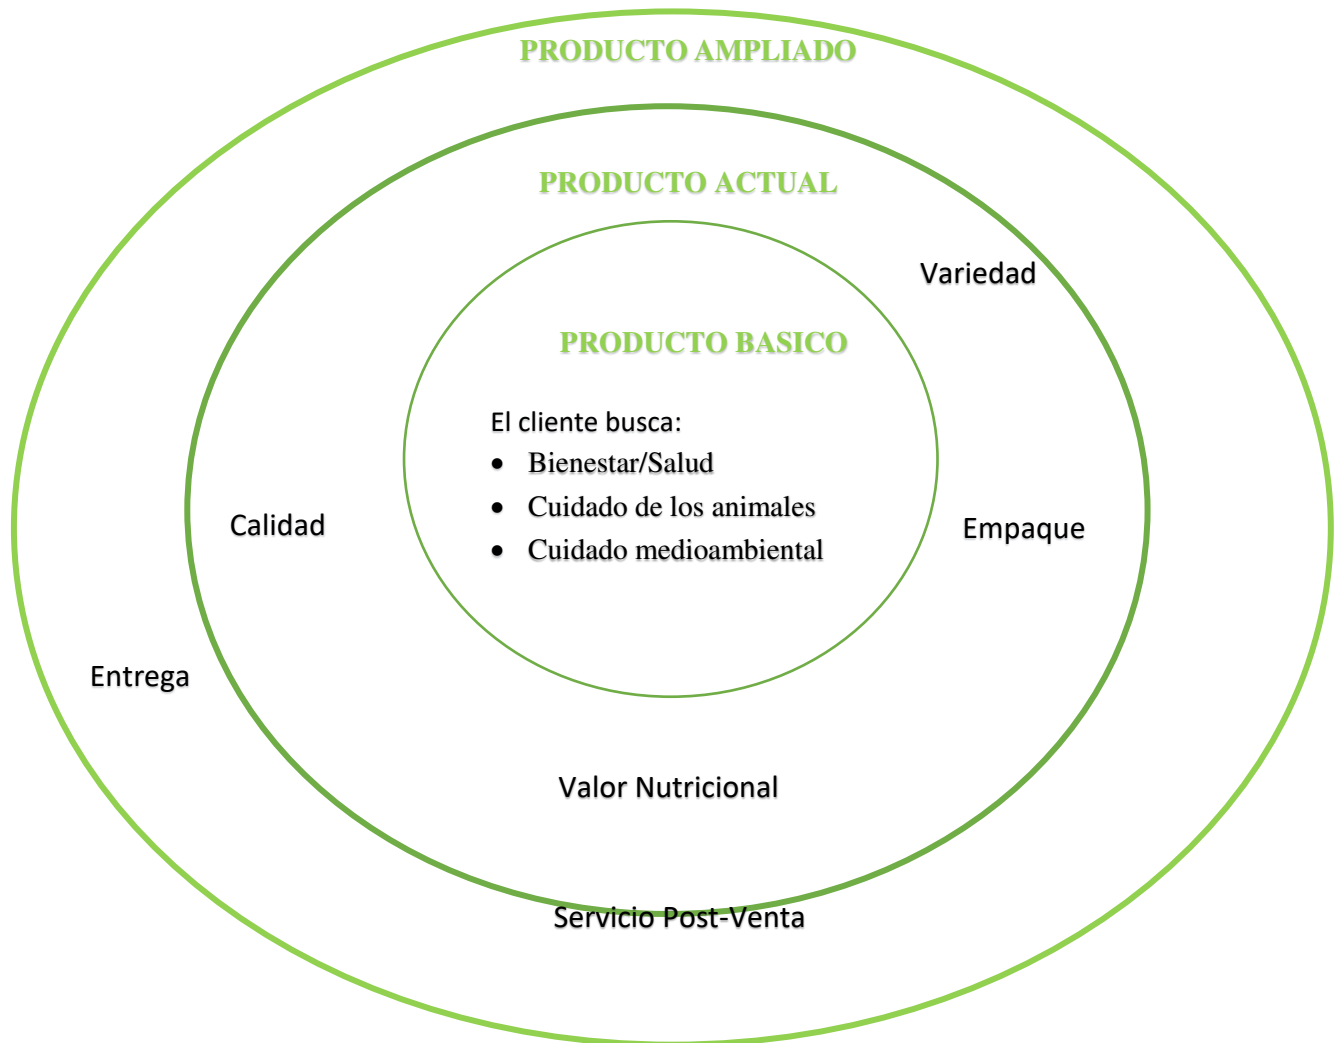 PRODUCTO AMPLIADO
PRODUCTO ACTUAL
Variedad
PRODUCTO BASICO
El cliente busca:
• Bienestar/Salud
• Cuidado de los animales
• Cuidado medioambiental
Calidad
Empaque
Entrega
Valor Nutricional
Servicio Post-Venta